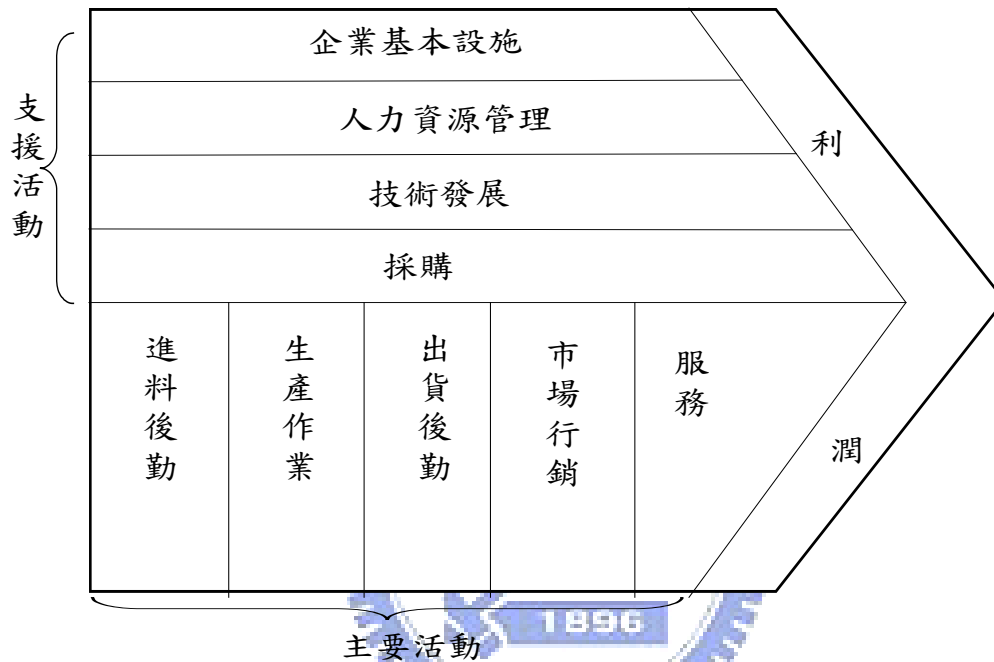 企業基本設施
人力資源管理
技術發展
採購
支援活動
進料後勤
生產作業
出貨後勤
市場行銷
服務
利潤
主要活動
1896